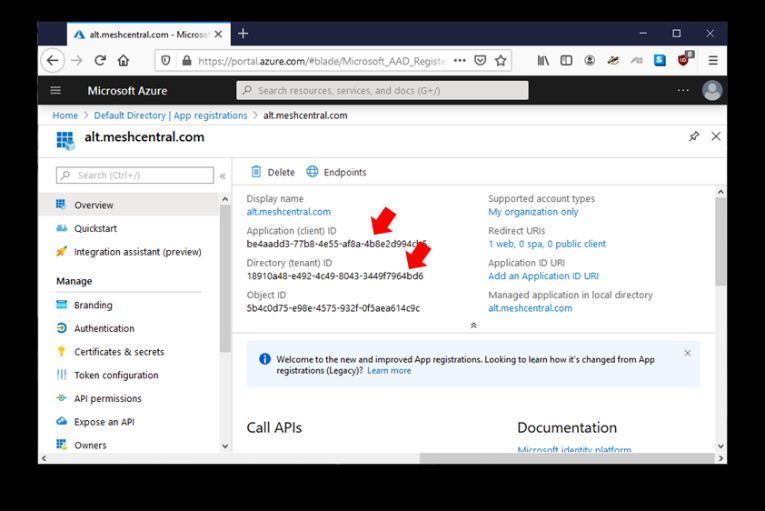 alt.meshcentral.com - Microsof
https://portal.azure.com/#blade/Microsoft_AAD_Registe
Microsoft Azure
Search resources, services, and docs (G+/)
Home > Default Directory | App registrations > alt.meshcentral.com
alt.meshcentral.com
Search (Ctrl+/)
Overview
Quickstart
Integration assistant (preview)
Manage
Branding
Authentication
Certificates & secrets
Token configuration
API permissions
Expose an API
Owners
Delete
Endpoints
Display name
alt.meshcentral.com
Application (client) ID
Directory (tenant) ID
18910a48-e492-4c49-8043-3449f7964bd6
Object ID
5b4c0d75-e98e-4575-932f-0f5aea614c9c
Supported account types
My organization only
Redirect URIs
1 web, 0 spa, 0 public client
Application ID URI
Add an Application ID URI
Managed application in local directory
alt.meshcentral.com
Welcome to the new and improved App registrations. Looking to learn how it's changed from App
registrations (Legacy)? Learn more
Call APIs
Documentation
Microsoft identity platform